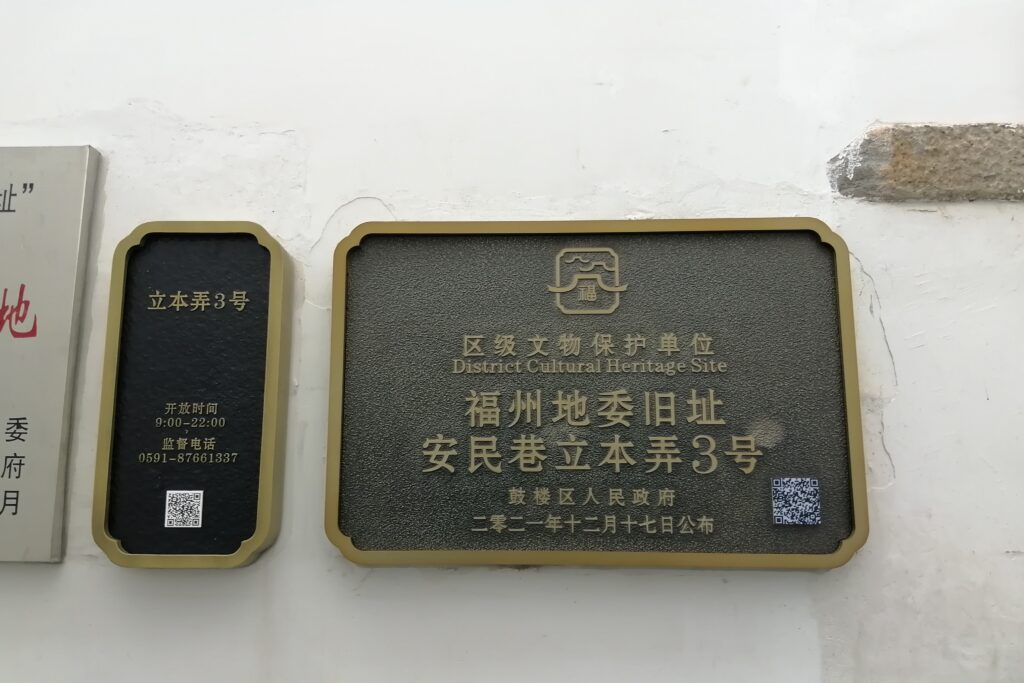 址”
地
委
府
月
立本弄3号
开放时间
9:00-22:00
监督电话
0591-87661337
福
区级文物保护单位
District Cultural Heritage Site
福州地委旧址
安民巷立本弄3号
鼓楼区人民政府
二零二一年十二月十七日公布